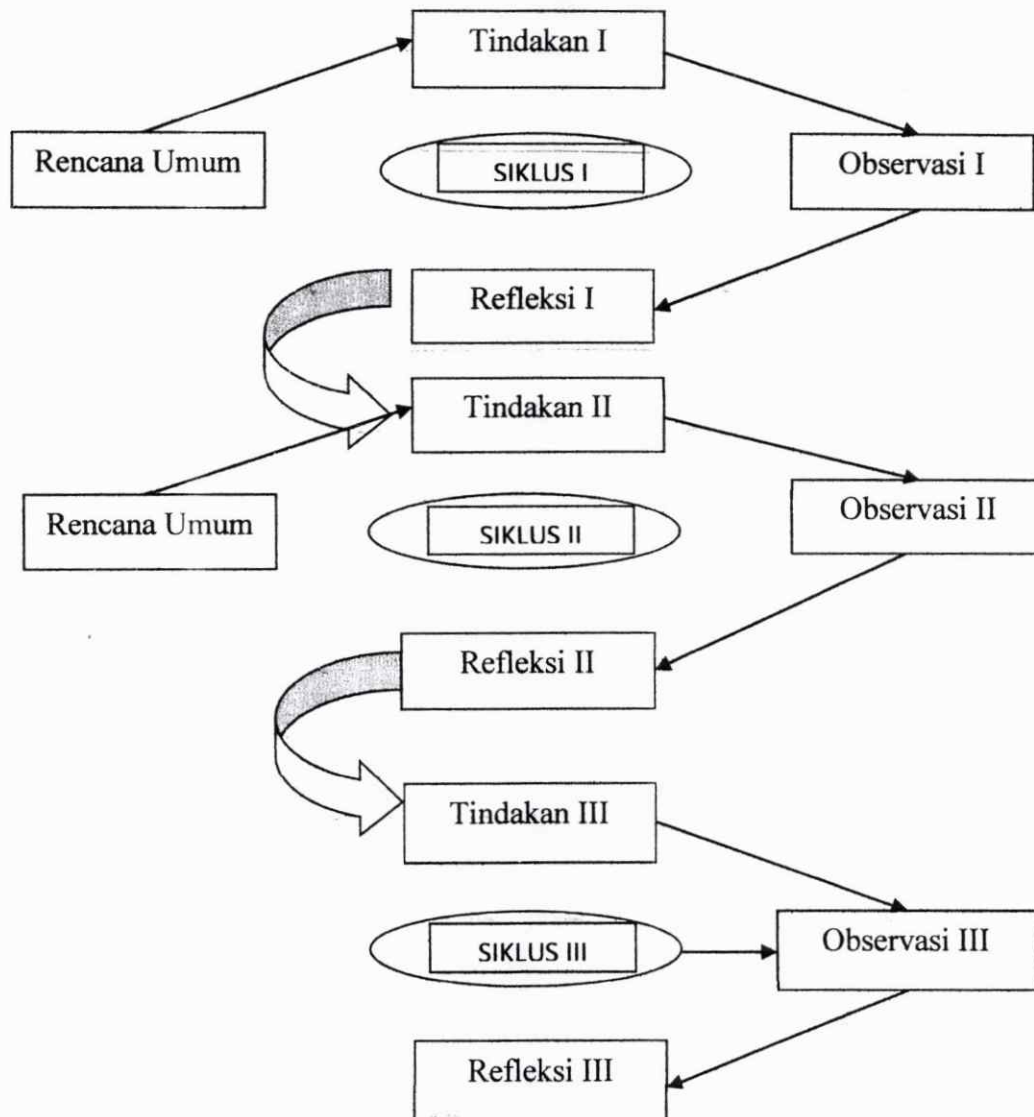 Tindakan I
Rencana Umum
SIKLUS I
Observasi I
Refleksi I
Tindakan II
Rencana Umum
SIKLUS II
Observasi II
Refleksi II
Tindakan III
SIKLUS III
Observasi III
Refleksi III